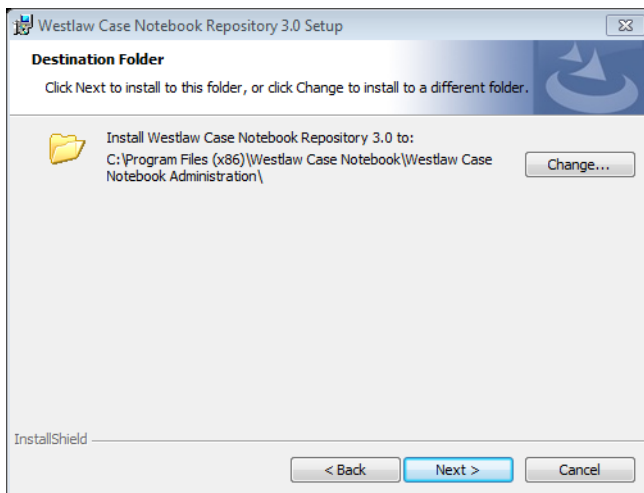 Westlaw Case Notebook Repository 3.0 Setup
Destination Folder
Click Next to install to this folder, or click Change to install to a different folder.
Install Westlaw Case Notebook Repository 3.0 to:
C:\Program Files (x86)\Westlaw Case Notebook\Westlaw Case
Notebook Administration\
Change...
InstallShield
< Back
Next >
Cancel